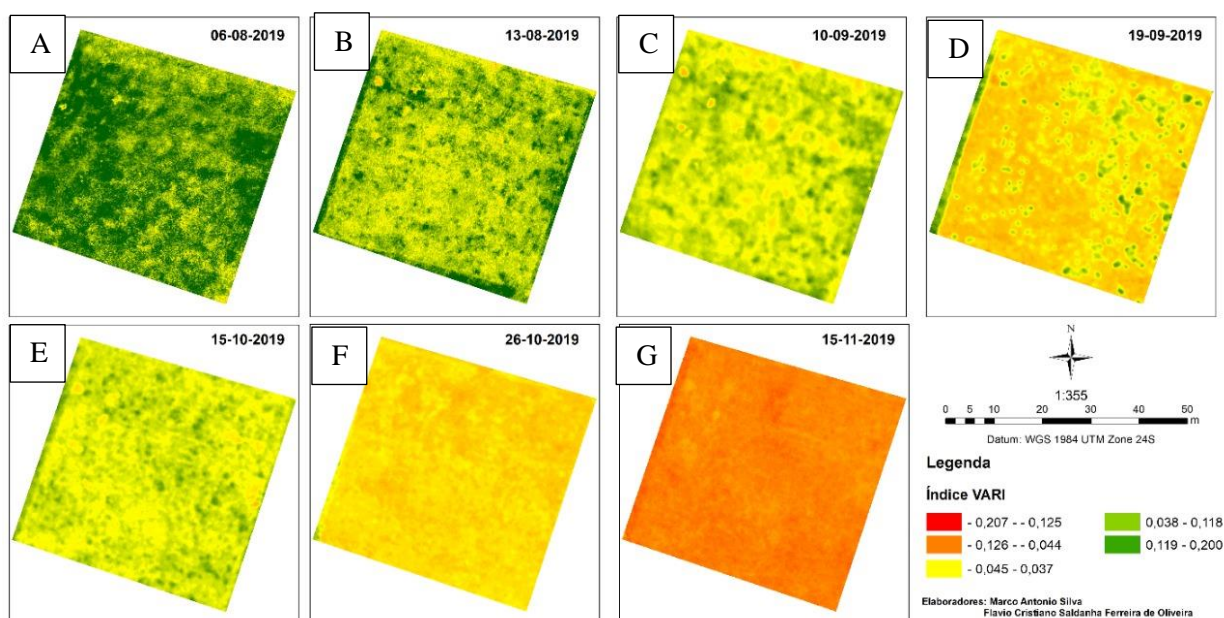 A
06-08-2019
B
13-08-2019
C
10-09-2019
D
19-09-2019
E
15-10-2019
F
26-10-2019
G
15-11-2019
N
1:355
0 5 10 20 30 40 50
m
Datum: WGS 1984 UTM Zone 24S
Legenda
Índice VARI
- 0,207 - - 0,125
- 0,126 - - 0,044
- 0,045 - 0,037
0,038 - 0,118
0,119 - 0,200
Elaboradores: Marco Antonio Silva
Flavio Cristiano Saldanha Ferreira de Oliveira